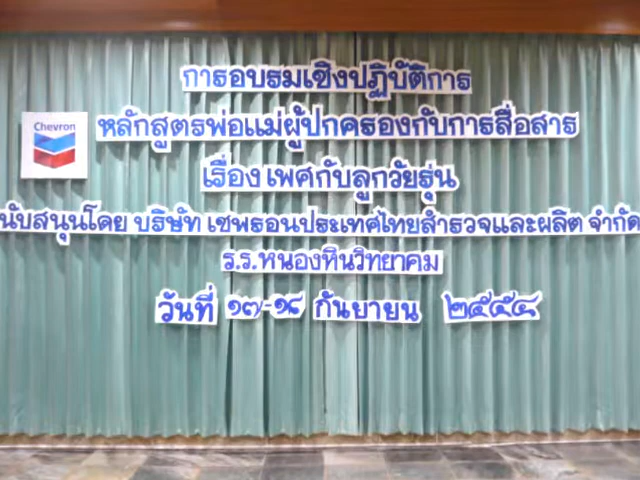 การอบรมเชิงปฏิบัติการ
Chevron
หลักสูตรพ่อแม่ผู้ปกครองกับการสื่อสาร
เรื่อง เพศกับลูกวัยรุ่น
นับสนุนโดย บริษัท เชพรอนประเทศไทยสำรวจและผลิต จำกัด
ร.ร.หนองหินวิทยาคม
วันที่ ๑๗-๑๘ กันยายน ๒๕๕๔